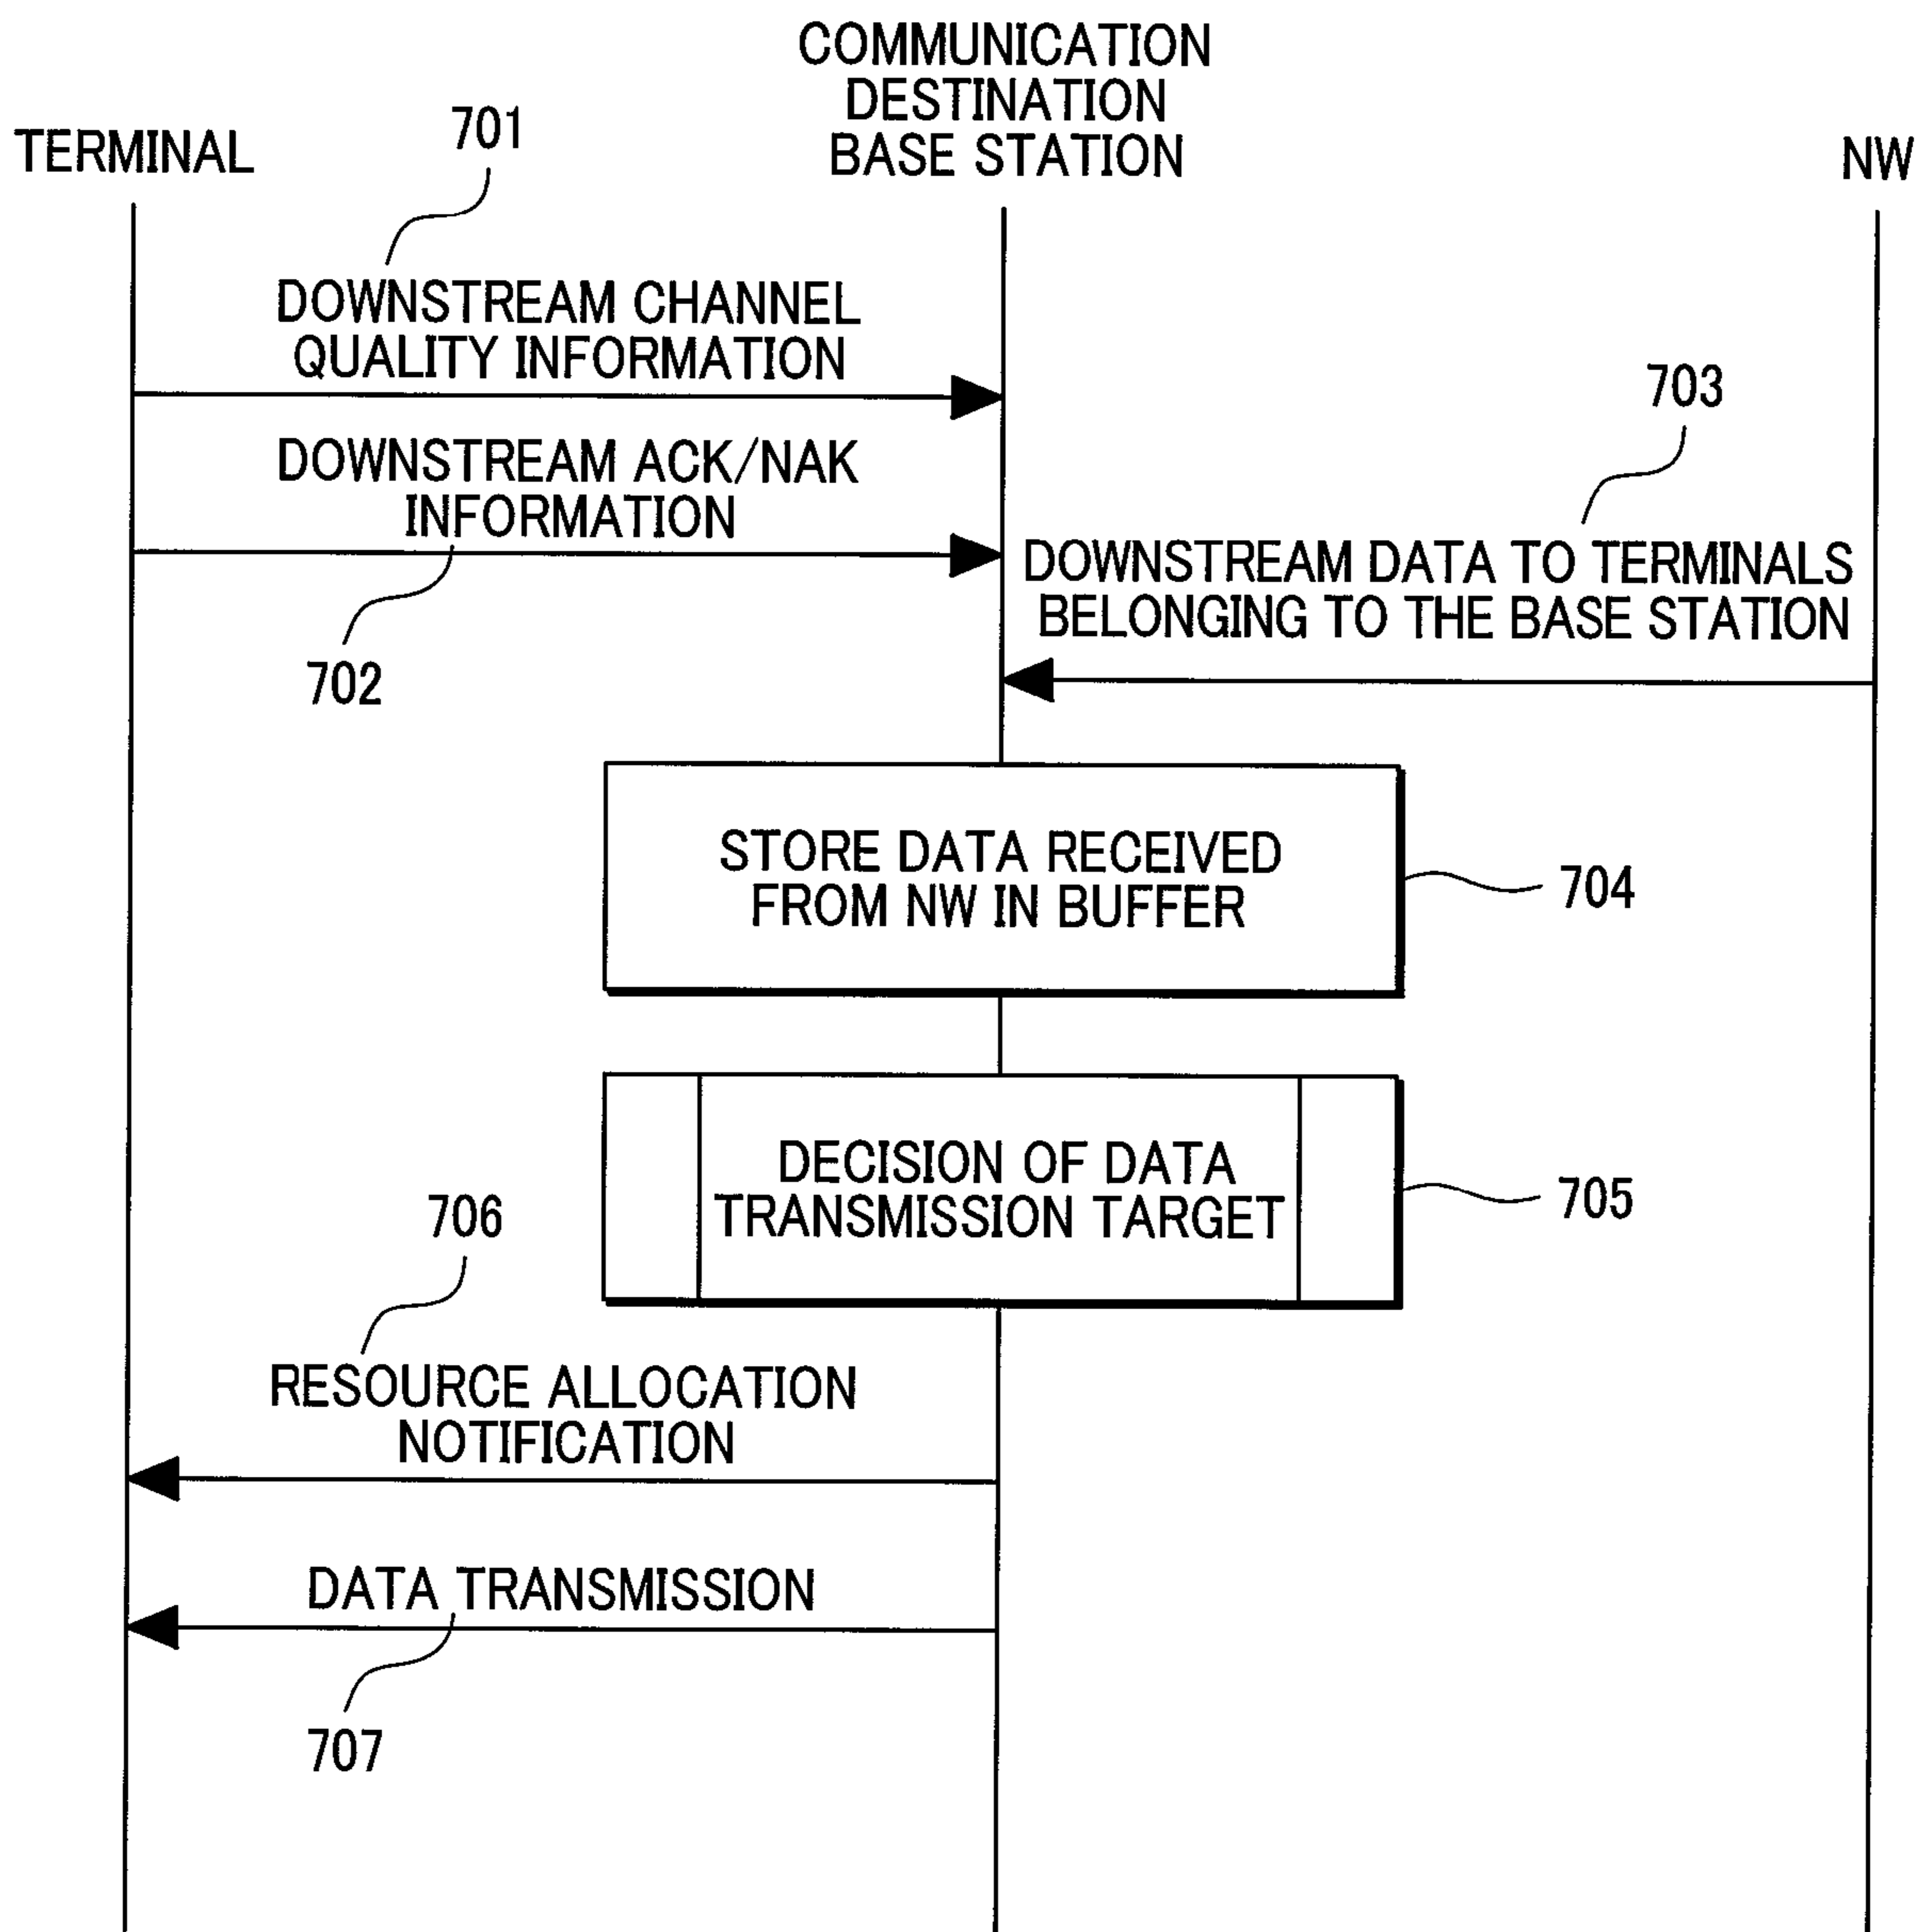 COMMUNICATION
DESTINATION
BASE STATION
TERMINAL
NW
701
DOWNSTREAM CHANNEL
QUALITY INFORMATION
703
DOWNSTREAM ACK/NAK
INFORMATION
702
DOWNSTREAM DATA TO TERMINALS
BELONGING TO THE BASE STATION
STORE DATA RECEIVED
FROM NW IN BUFFER
704
DECISION OF DATA
TRANSMISSION TARGET
705
706
RESOURCE ALLOCATION
NOTIFICATION
DATA TRANSMISSION
707